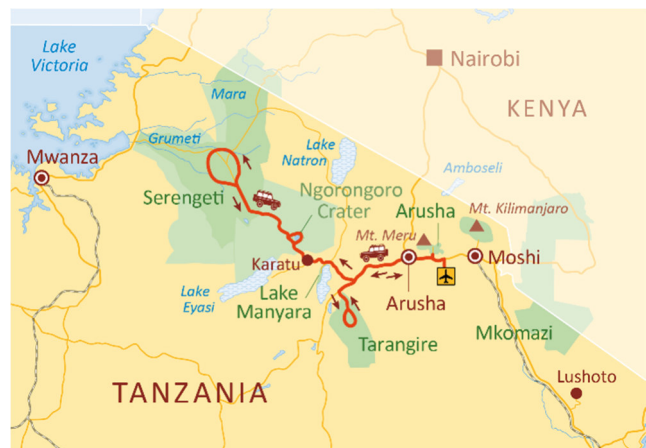 Lake
Victoria
Nairobi
Mara
KENYA
Grumeti
Lake
Natron
Mwanza
Amboseli
Serengeti
Ngorongoro
Crater
Arusha
Mt. Kilimanjaro
Mt. Meru
Karatu
Moshi
Lake
Eyasi
Lake
Manyara
Arusha
Tarangire
Mkomazi
TANZANIA
Lushoto